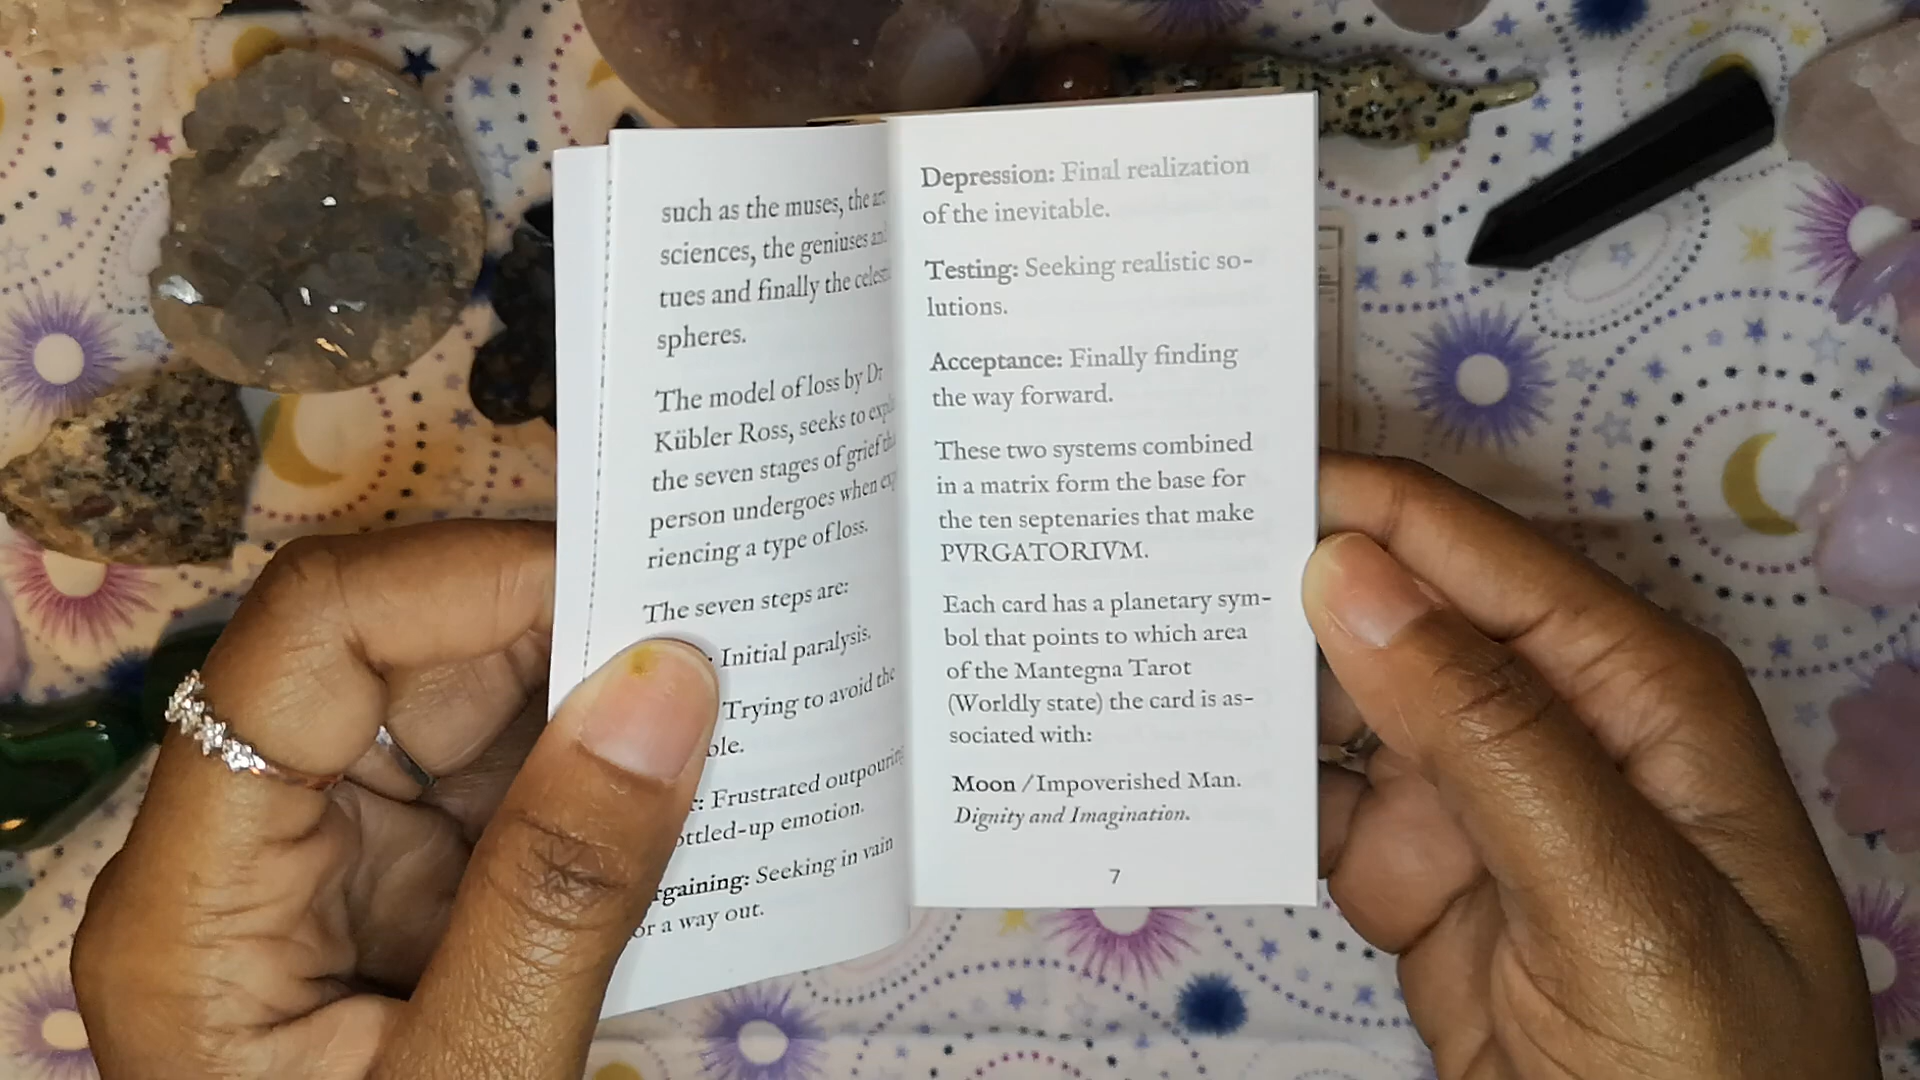 such as the muses, the
sciences, the geniuses
tues and finally the
spheres.
The model of loss by Dr
Kübler Ross, seeks to
the seven stages of grief
person undergoes when
riencing a type of loss.
The seven steps are:
Initial paralysis.
Trying to avoid the
Frustrated outpouring
ottled-up emotion.
rgaining: Seeking in vain
or a way out.
Depression: Final realization
of the inevitable.
Testing: Seeking realistic so-
lutions.
Acceptance: Finally finding
the way forward.
These two systems combined
in a matrix form the base for
the ten septenaries that make
PVRGATORIVM.
Each card has a planetary sym-
bol that points to which area
of the Mantegna Tarot
(Worldly state) the card is as-
sociated with:
Moon /Impoverished Man.
Dignity and Imagination.
7